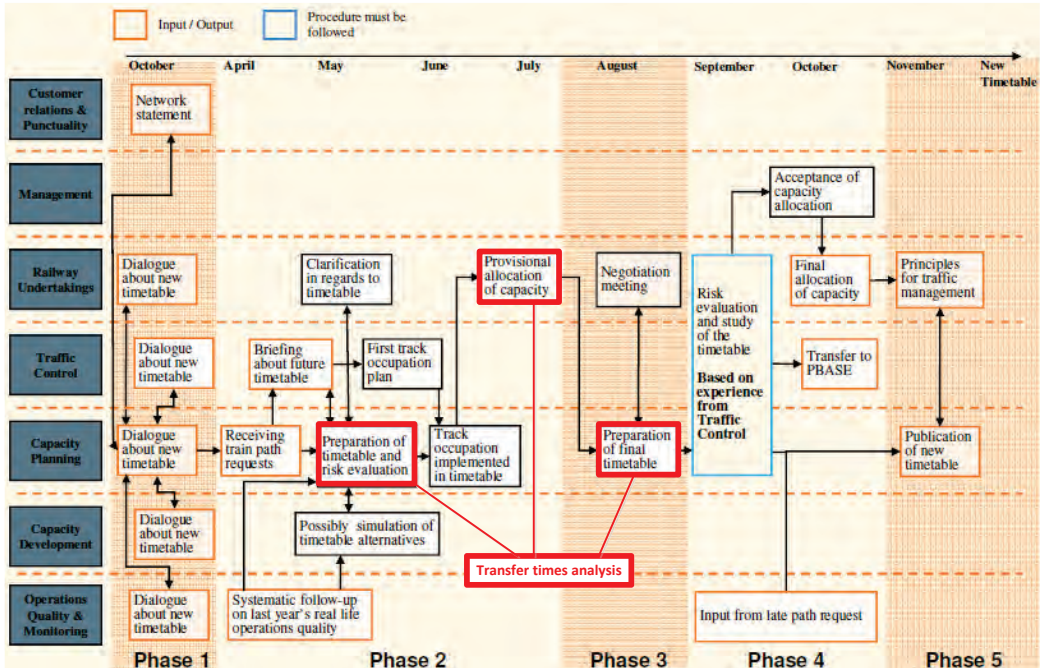 Input / Output
Procedure must be
followed
October
April
May
June
July
August
September
October
November
New
Timetable
Customer
relations &
Punctuality
Network
statement
Management
Acceptance of
capacity
allocation
Railway
Undertakings
Dialogue
about new
timetable
Clarification
in regards to
timetable
Provisional
allocation
of capacity
Negotiation
meeting
Risk
evaluation
and study
of the
timetable
Based on
experience
from
Traffic
Control
Final
allocation
of capacity
Principles
for traffic
management
Traffic
Control
Dialogue
about new
timetable
Briefing
about future
timetable
First track
occupation
plan
Transfer to
PBASE
Capacity
Planning
Dialogue
about new
timetable
Receiving
train path
requests
Preparation of
timetable and
risk evaluation
Track
occupation
implemented
in timetable
Preparation
of final
timetable
Publication
of new
timetable
Capacity
Development
Dialogue
about new
timetable
Possibly simulation of
timetable alternatives
Transfer times analysis
Operations
Quality &
Monitoring
Dialogue
about new
timetable
Systematic follow-up
on last year's real life
operations quality
Input from late path request
Phase 1
Phase 2
Phase 3
Phase 4
Phase 5